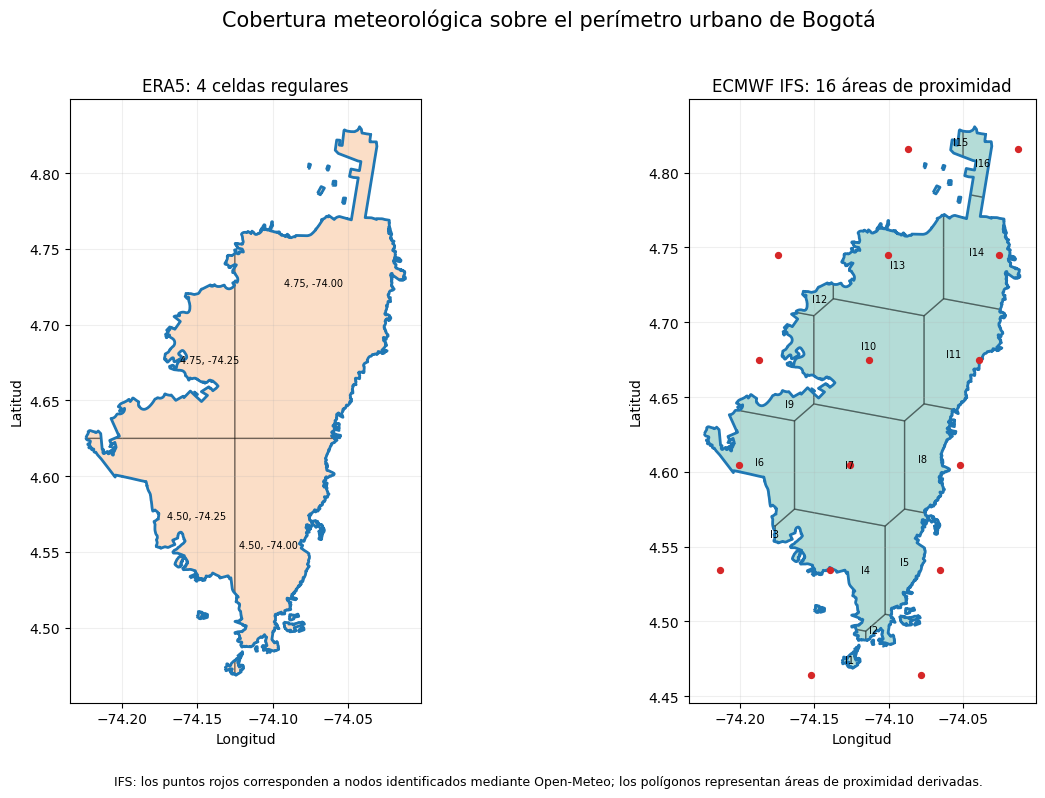 Cobertura meteorológica sobre el perímetro urbano de Bogotá
ERA5: 4 celdas regulares
4.80
4.75
4.70
4.65
4.60
4.55
4.50
Latitud
4.75, -74.00
4.75, -74.25
4.50, -74.25
4.50, -74.00
−74.20
−74.15
−74.10
−74.05
Longitud
ECMWF IFS: 16 áreas de proximidad
4.80
4.75
4.70
4.65
4.60
4.55
4.50
4.45
Latitud
I15
I16
I14
I13
I12
I10
I11
I9
I6
I7
I8
I3
I4
I5
I2
I1
−74.20
−74.15
−74.10
−74.05
Longitud
IFS: los puntos rojos corresponden a nodos identificados mediante Open-Meteo; los polígonos representan áreas de proximidad derivadas.